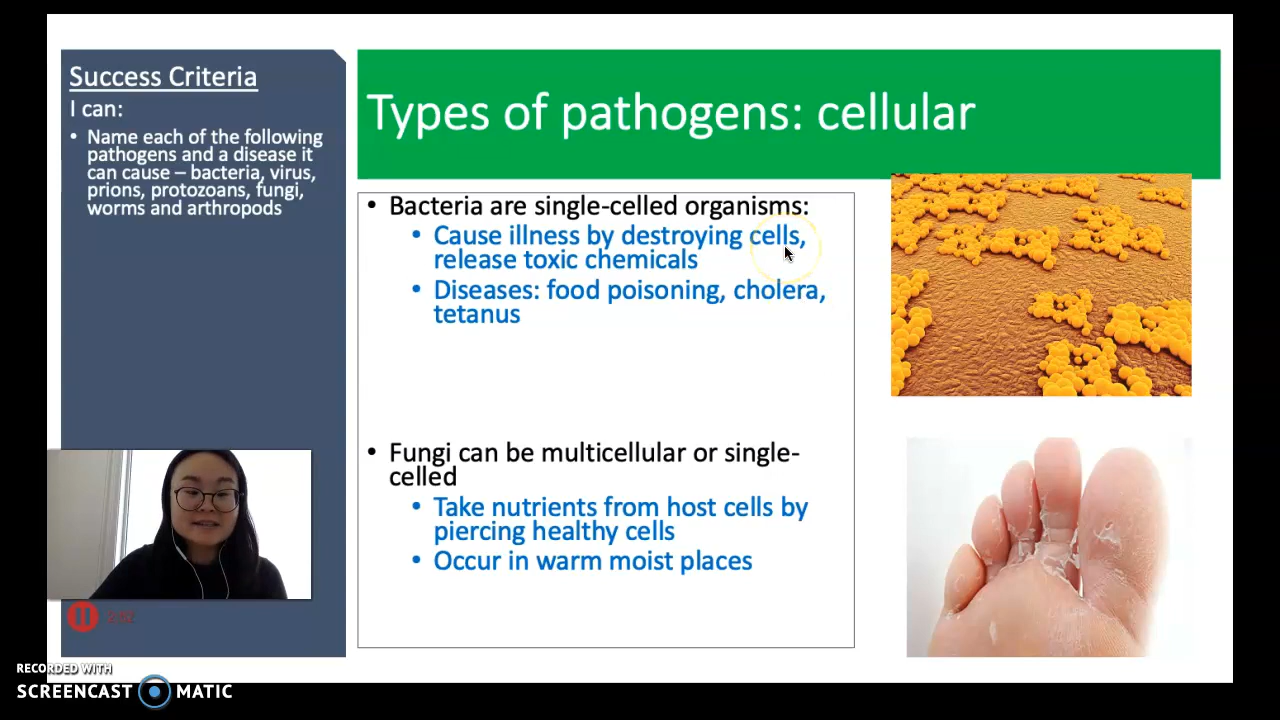 Success Criteria
I can:
• Name each of the following
pathogens and a disease it
can cause – bacteria, virus,
prions, protozoans, fungi,
worms and arthropods
Types of pathogens: cellular
• Bacteria are single-celled organisms:
• Cause illness by destroying cells,
release toxic chemicals
• Diseases: food poisoning, cholera,
tetanus
• Fungi can be multicellular or single-
celled
• Take nutrients from host cells by
piercing healthy cells
• Occur in warm moist places
RECORDED WITH
SCREENCAST MATIC